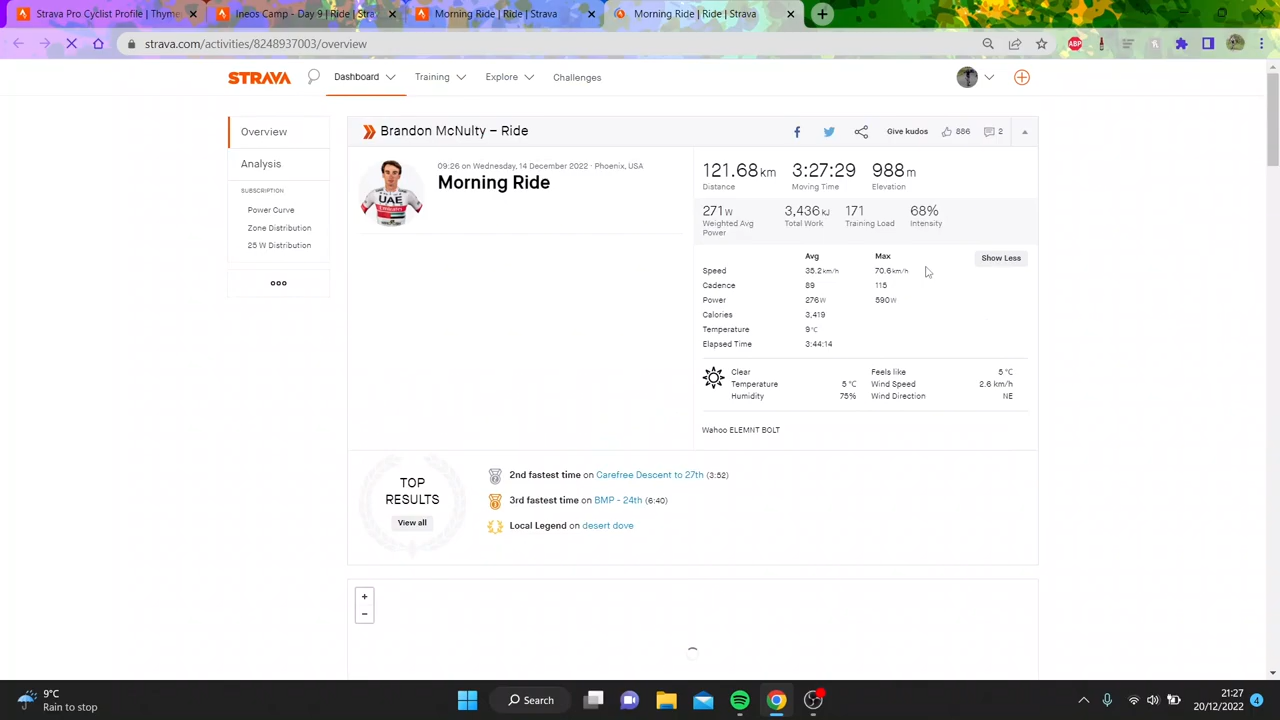 Strava Pro Cyclist Profile | Thyme
Ineos Camp - Day 9 | Ride | Strava
Morning Ride | Ride | Strava
Morning Ride | Ride | Strava
strava.com/activities/8248937003/overview
ABP
STRAVA
Dashboard
Training
Explore
Challenges
Overview
Analysis
SUBSCRIPTION
Power Curve
Zone Distribution
25 W Distribution
Brandon McNulty – Ride
Give kudos
886
2
09:26 on Wednesday, 14 December 2022 · Phoenix, USA
Morning Ride
121.68 km
3:27:29
988 m
Distance
Moving Time
Elevation
271 W
3,436 kJ
171
68%
Weighted Avg Power
Total Work
Training Load
Intensity
Avg
Max
Show Less
Speed
35.2 km/h
70.6 km/h
Cadence
89
115
Power
276 W
590 W
Calories
3,419
Temperature
9 °C
Elapsed Time
3:44:14
Clear
Feels like
5 °C
Temperature
5 °C
Wind Speed
2.6 km/h
Humidity
75%
Wind Direction
NE
Wahoo ELEMNT BOLT
TOP
RESULTS
View all
2nd fastest time on Carefree Descent to 27th (3:52)
3rd fastest time on BMP - 24th (6:40)
Local Legend on desert dove
+
−
9°C
Rain to stop
Search
21:27
20/12/2022
4
UAE
Emirates